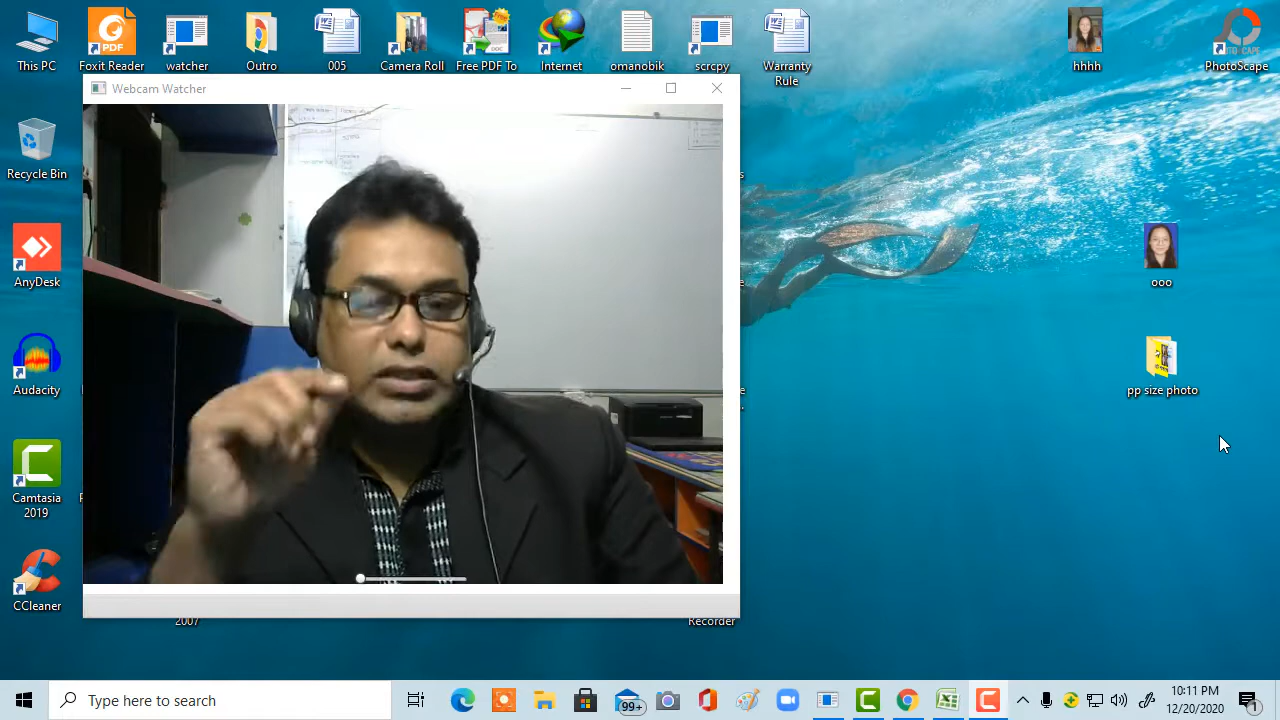 This PC
Foxit Reader
watcher
Outro
005
Camera Roll
Free PDF To
Internet
omanobik
scrcpy
Warranty
Rule
hhhh
PhotoScape
Webcam Watcher
Recycle Bin
AnyDesk
ooo
Audacity
pp size photo
Camtasia
2019
CCleaner
2007
Recorder
Type here to search
99+
10:11 PM
12/20/2020
1